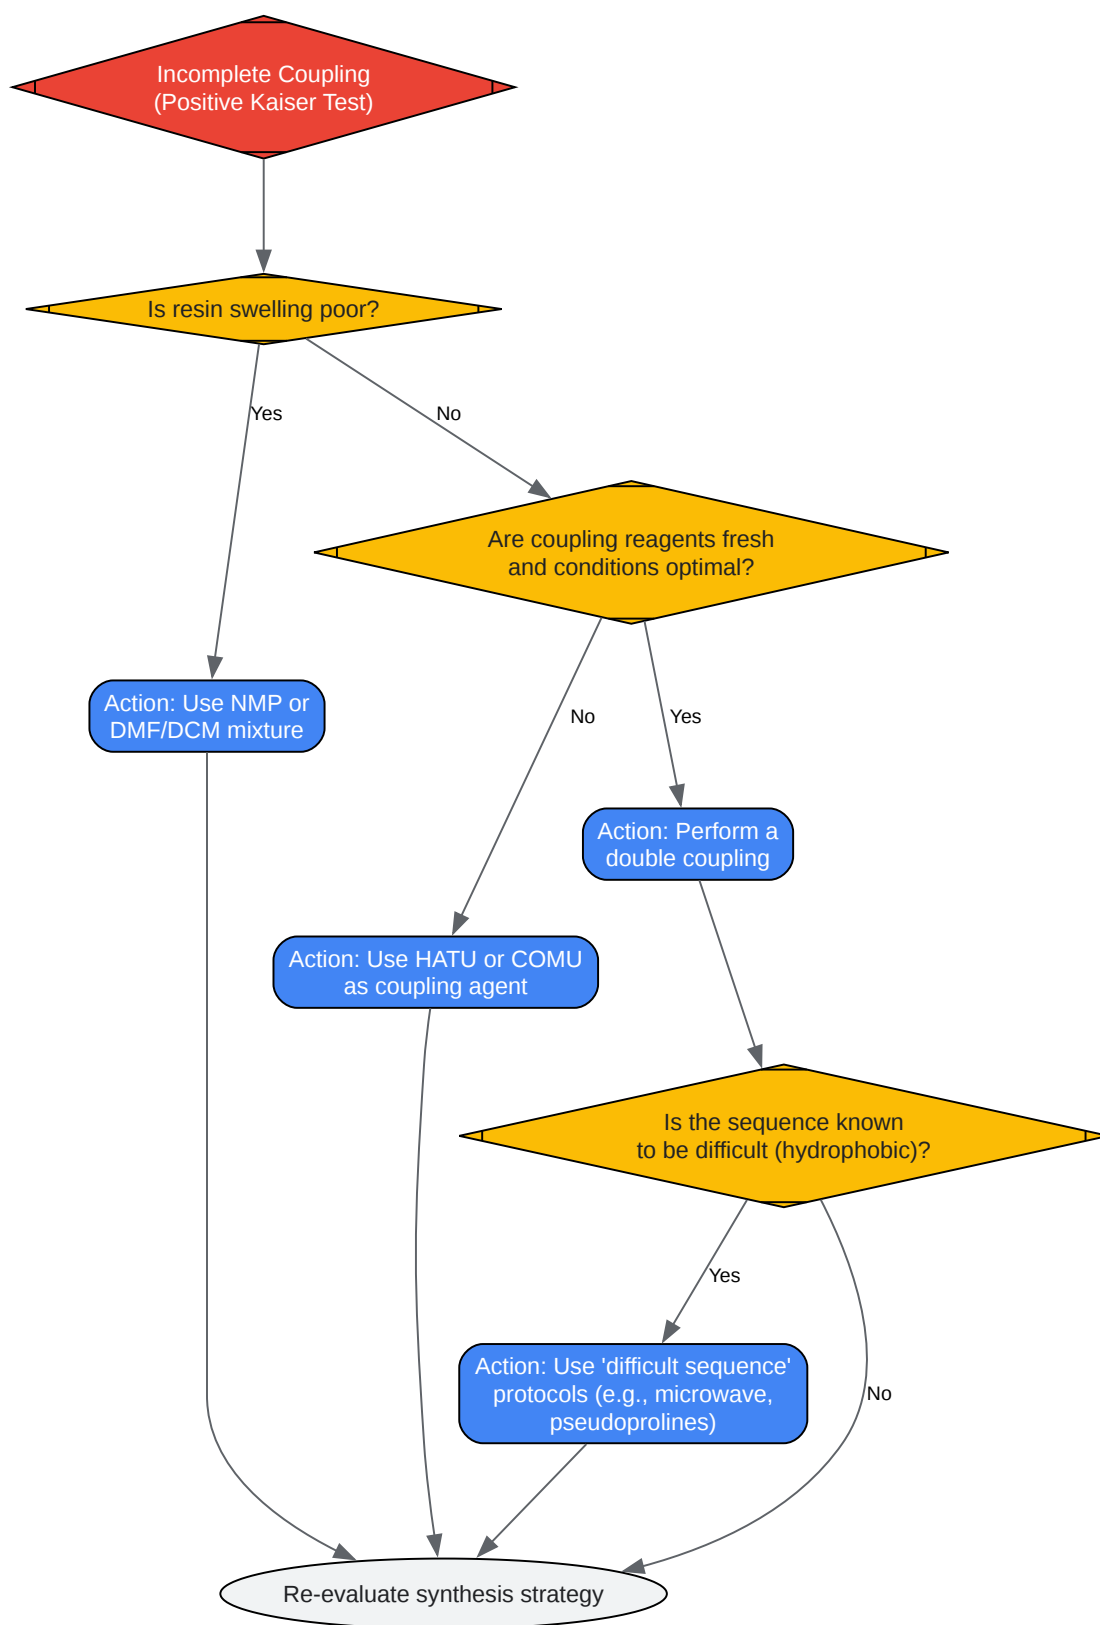 Incomplete Coupling
(Positive Kaiser Test)
Is resin swelling poor?
Yes
No
Are coupling reagents fresh
and conditions optimal?
Action: Use NMP or
DMF/DCM mixture
No
Yes
Action: Perform a
double coupling
Action: Use HATU or COMU
as coupling agent
Is the sequence known
to be difficult (hydrophobic)?
Yes
Action: Use 'difficult sequence'
protocols (e.g., microwave,
pseudoprolines)
No
Re-evaluate synthesis strategy